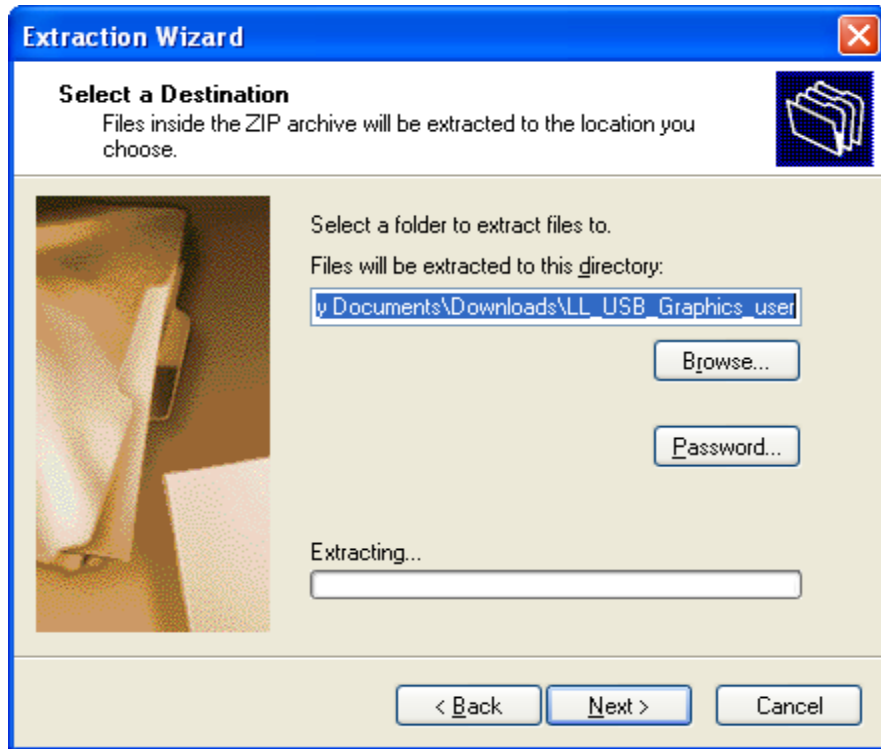 Extraction Wizard
Select a Destination
Files inside the ZIP archive will be extracted to the location you
choose.
Select a folder to extract files to.
Files will be extracted to this directory:
y Documents\Downloads\LL_USB_Graphics_user
Browse...
Password...
Extracting...
< Back
Next >
Cancel